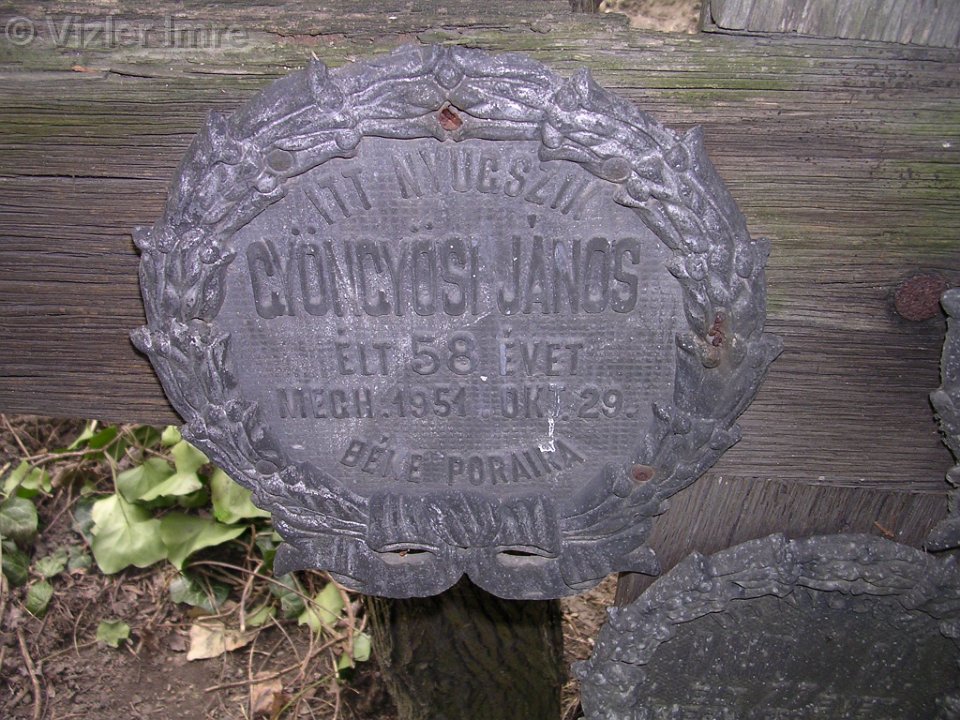 © Vizler Imre
ITT NYUGSZIK
GYÖNGYÖSI JÁNOS
ÉLT 58 ÉVET
MEGH. 1951 OKT. 29.
BÉKE PORAIRA